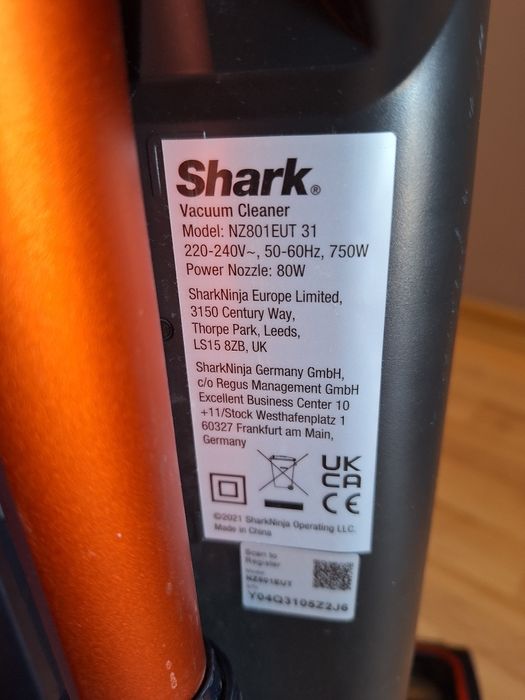 Shark®
Vacuum Cleaner
Model: NZ801EUT 31
220-240V~, 50-60Hz, 750W
Power Nozzle: 80W
SharkNinja Europe Limited,
3150 Century Way,
Thorpe Park, Leeds,
LS15 8ZB, UK
SharkNinja Germany GmbH,
c/o Regus Management GmbH
Excellent Business Center 10
+11/Stock Westhafenplatz 1
60327 Frankfurt am Main,
Germany
UK
CA
CE
©2021 SharkNinja Operating LLC.
Made in China
Scan to
Register
NZ801EUT